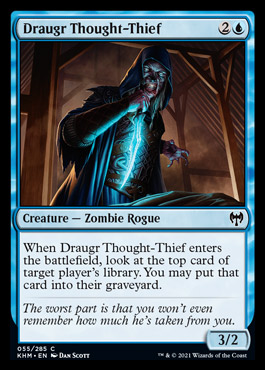 Draugr Thought-Thief 2
Creature — Zombie Rogue
When Draugr Thought-Thief enters
the battlefield, look at the top card of
target player's library. You may put that
card into their graveyard.
The worst part is that you won't even
remember how much he's taken from you.
3/2
055/285 C
KHM • EN DAN SCOTT
™ & © 2021 Wizards of the Coast